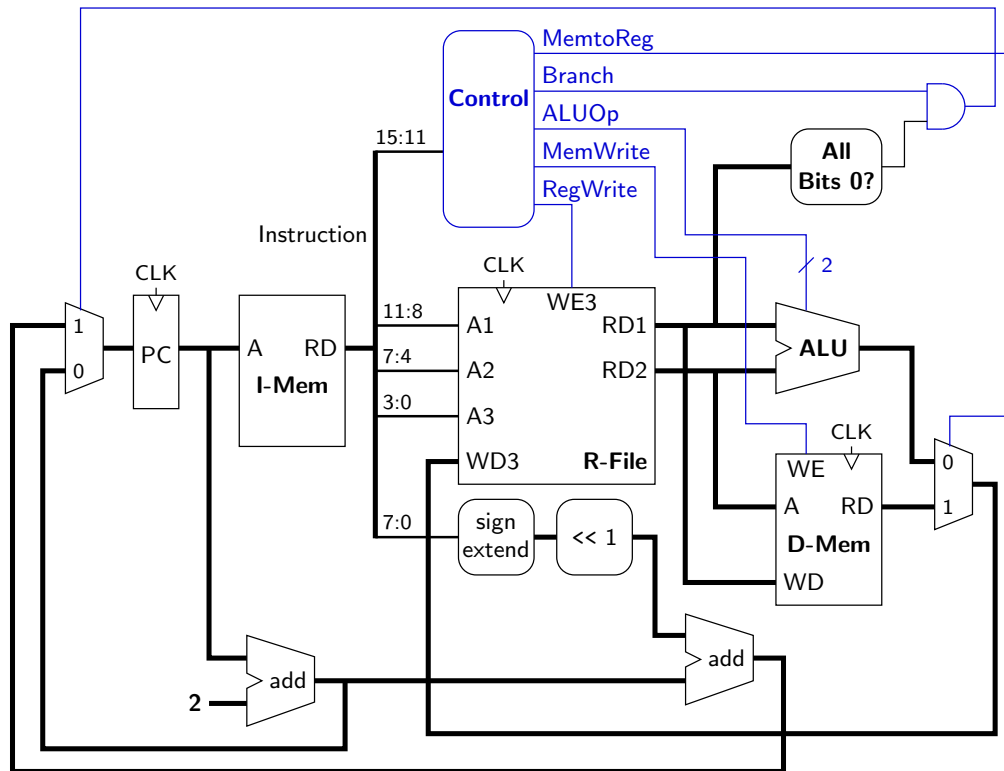 MemtoReg
Branch
Control
ALUOp
15:11
MemWrite
All
Bits 0?
RegWrite
Instruction
2
CLK
CLK
WE3
11:8
A1
RD1
1
0
PC
A
RD
I-Mem
7:4
A2
RD2
ALU
3:0
A3
WD3
R-File
CLK
WE
0
1
A
RD
D-Mem
WD
7:0
sign
extend
<< 1
add
add
2